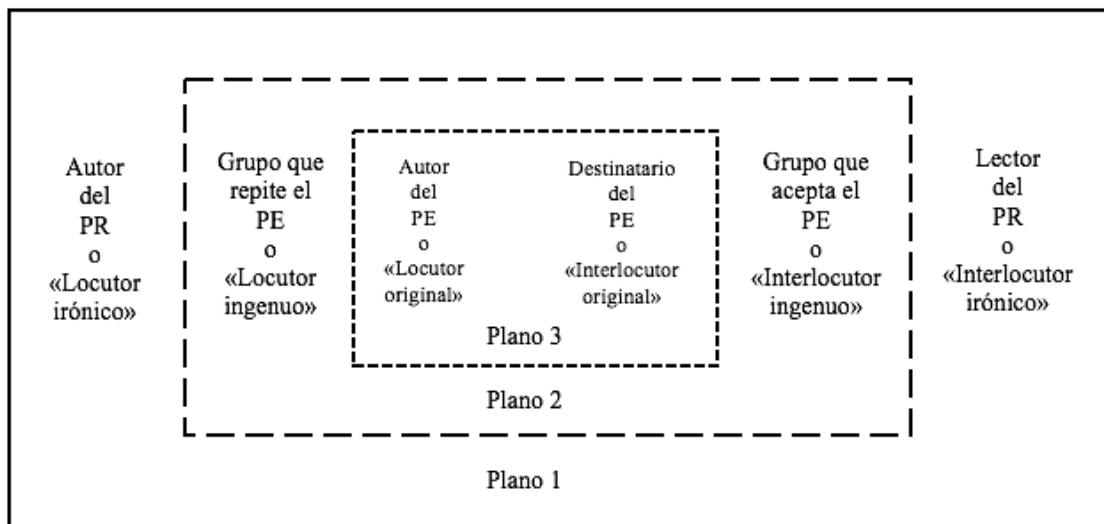 Autor
del
PR
o
«Locutor
irónico»
Grupo que
repite el
PE
o
«Locutor
ingenuo»
Autor
del
PE
o
«Locutor
original»
Destinatario
del
PE
o
«Interlocutor
original»
Grupo que
acepta el
PE
o
«Interlocutor
ingenuo»
Lector
del
PR
o
«Interlocutor
irónico»
Plano 3
Plano 2
Plano 1